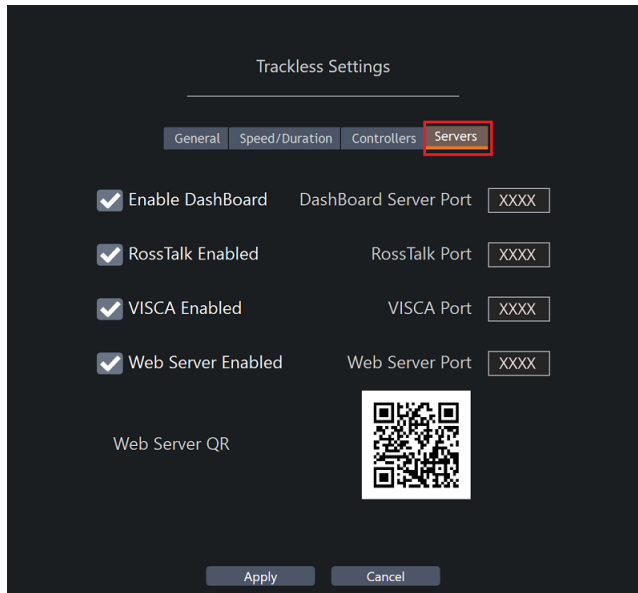 Trackless Settings
General Speed/Duration Controllers Servers
Enable DashBoard DashBoard Server Port XXXX
RossTalk Enabled RossTalk Port XXXX
VISCA Enabled VISCA Port XXXX
Web Server Enabled Web Server Port XXXX
Web Server QR
Apply Cancel